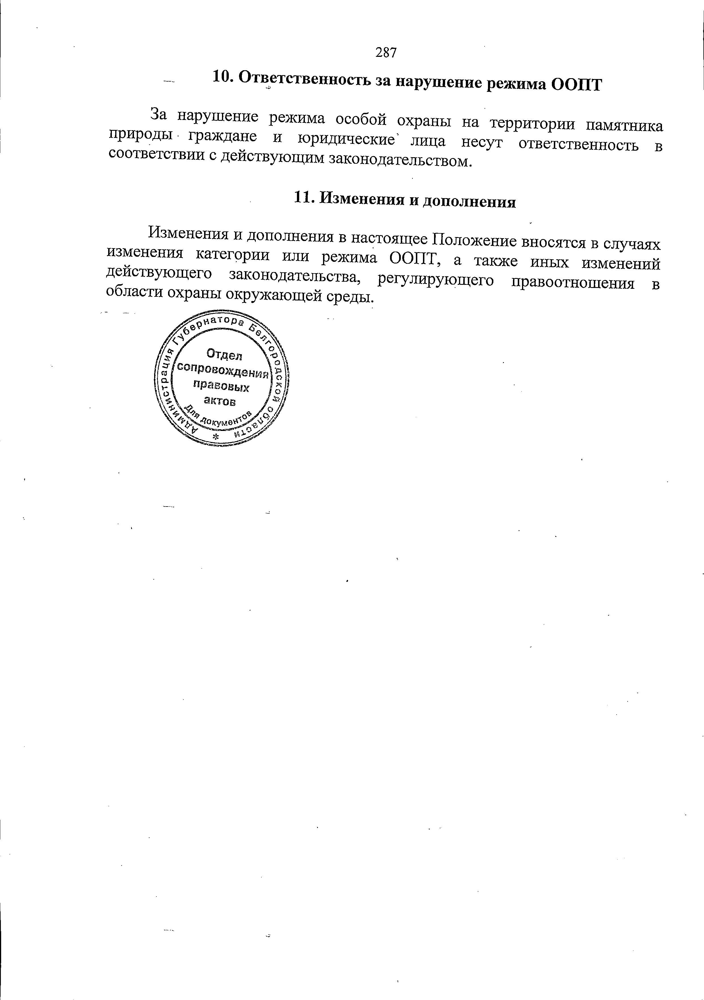 287
10. Ответственность за нарушение режима ООПТ
За нарушение режима особой охраны на территории памятника
природы граждане и юридические лица несут ответственность в
соответствии с действующим законодательством.
11. Изменения и дополнения
Изменения и дополнения в настоящее Положение вносятся в случаях
изменения категории или режима ООПТ, а также иных изменений
действующего законодательства, регулирующего правоотношения в
области охраны окружающей среды.
Администрация Губернатора Белгородской области *
Отдел
сопровождения
правовых
актов
Для документов